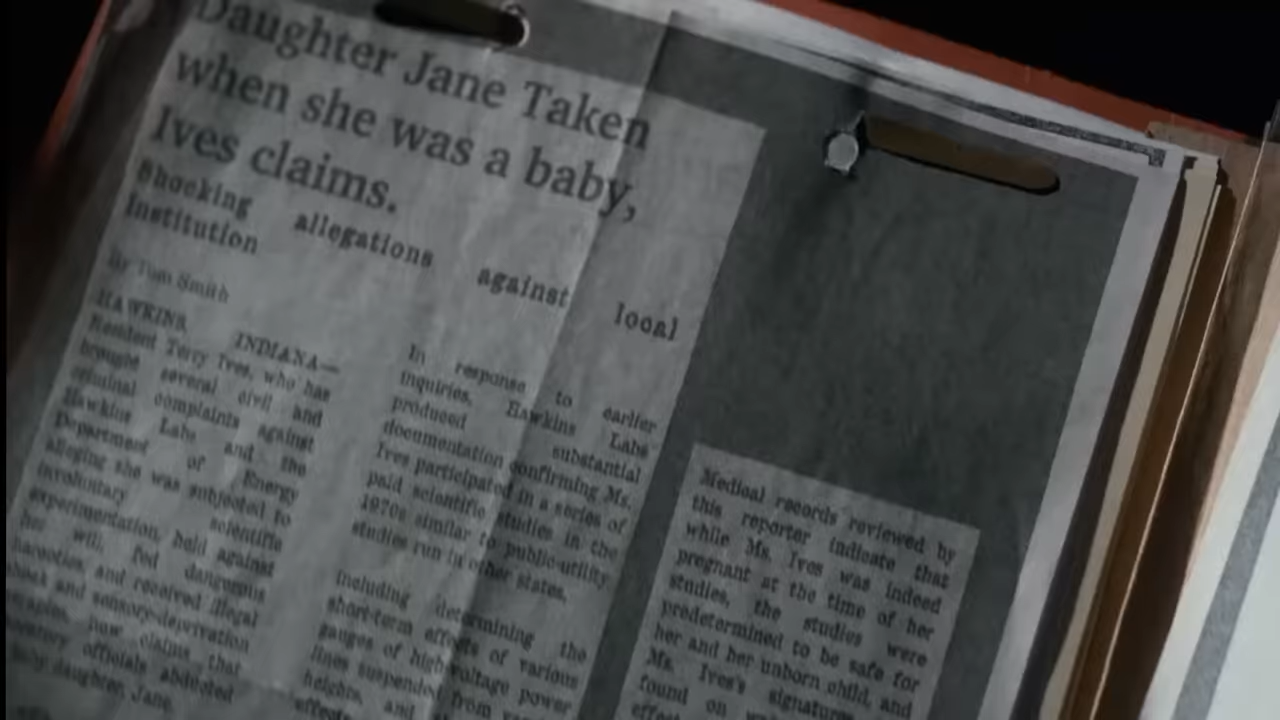 Daughter Jane Taken
when she was a baby,
Ives claims.
Shocking allegations against local
Institution
By Tom Smith
HAWKINS, INDIANA—
Resident Terry Ives, who has
brought several civil and
criminal complaints against
Hawkins Labs and the
Department of Energy
alleging she was subjected to
involuntary scientific
experimentation, held against
her will, fed dangerous
narcotics, and received illegal
shock and sensory-deprivation
now claims that
officials abducted
daughter, Jane.
In response to earlier
inquiries, Hawkins Labs
produced substantial
documentation confirming Ms.
Ives participated in a series of
paid scientific studies in the
1970s similar to public-utility
studies run in other states,
including determining the
short-term effects of various
gauges of high-voltage power
lines suspended from
heights, and
effects
Medical records reviewed by
this reporter indicate that
while Ms. Ives was indeed
pregnant at the time of her
studies, the studies were
predetermined to be safe for
her and her unborn child, and
Ms. Ives's signature
found on